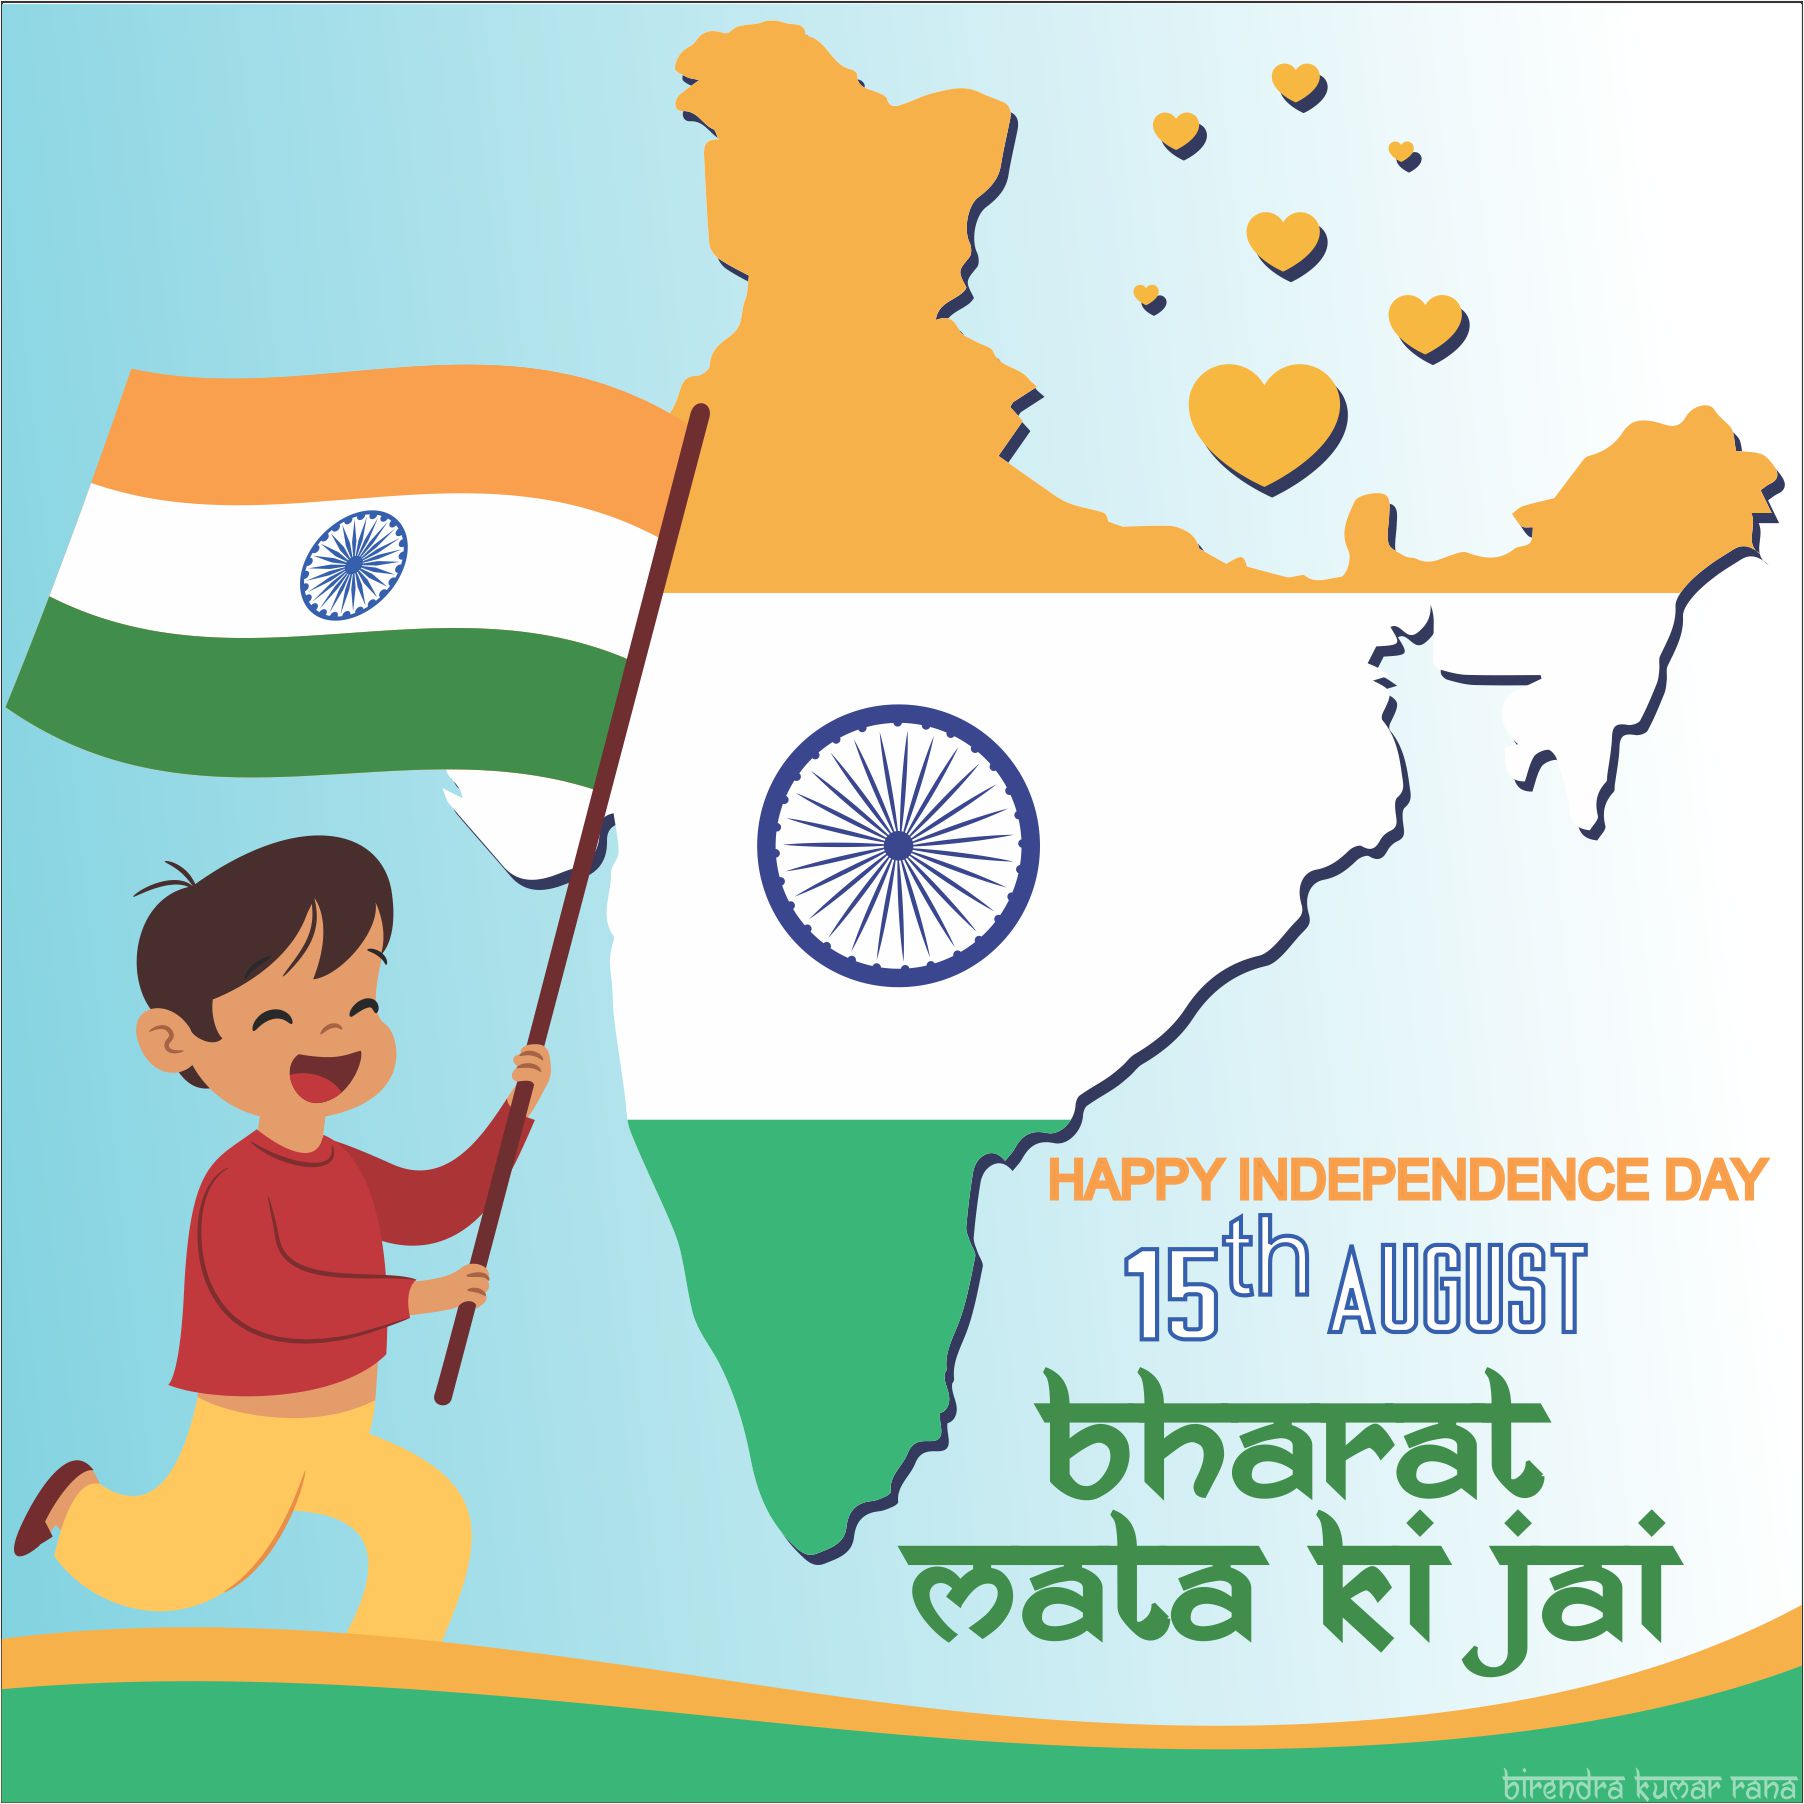 HAPPY INDEPENDENCE DAY
15th AUGUST
Bharat
mata ki jai
Birendra kumar rana